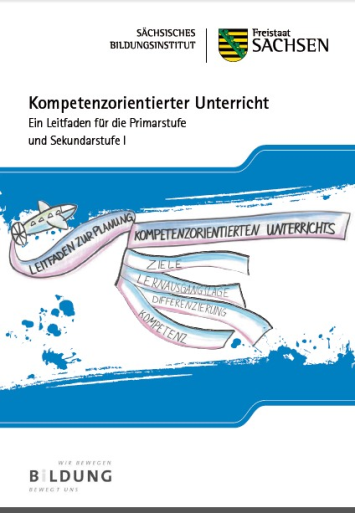 SÄCHSISCHES
BILDUNGSINSTITUT
Freistaat
SACHSEN
Kompetenzorientierter Unterricht
Ein Leitfaden für die Primarstufe
und Sekundarstufe I
LEITFADEN ZUR PLANUNG
KOMPETENZORIENTIERTEN UNTERRICHTS
ZIELE
LERNAUSGANGSLAGE
DIFFERENZIERUNG
KOMPETENZ
WIR BEWEGEN
BILDUNG
BEWEGT UNS